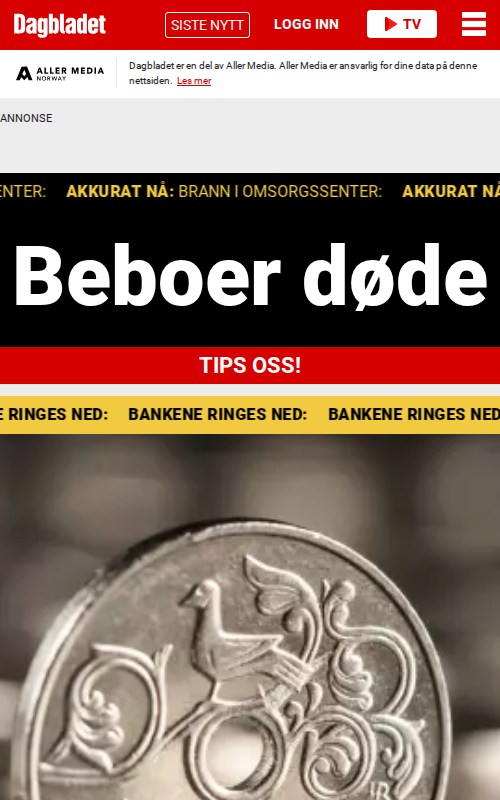 Dagbladet
SISTE NYTT
LOGG INN
TV
ALLER MEDIA
NORWAY
Dagbladet er en del av Aller Media. Aller Media er ansvarlig for dine data på denne
nettsiden. Les mer
ANNONSE
ENTER: AKKURAT NÅ: BRANN I OMSORGSSENTER: AKKURAT NÅ
Beboer døde
TIPS OSS!
E RINGES NED: BANKENE RINGES NED: BANKENE RINGES NED